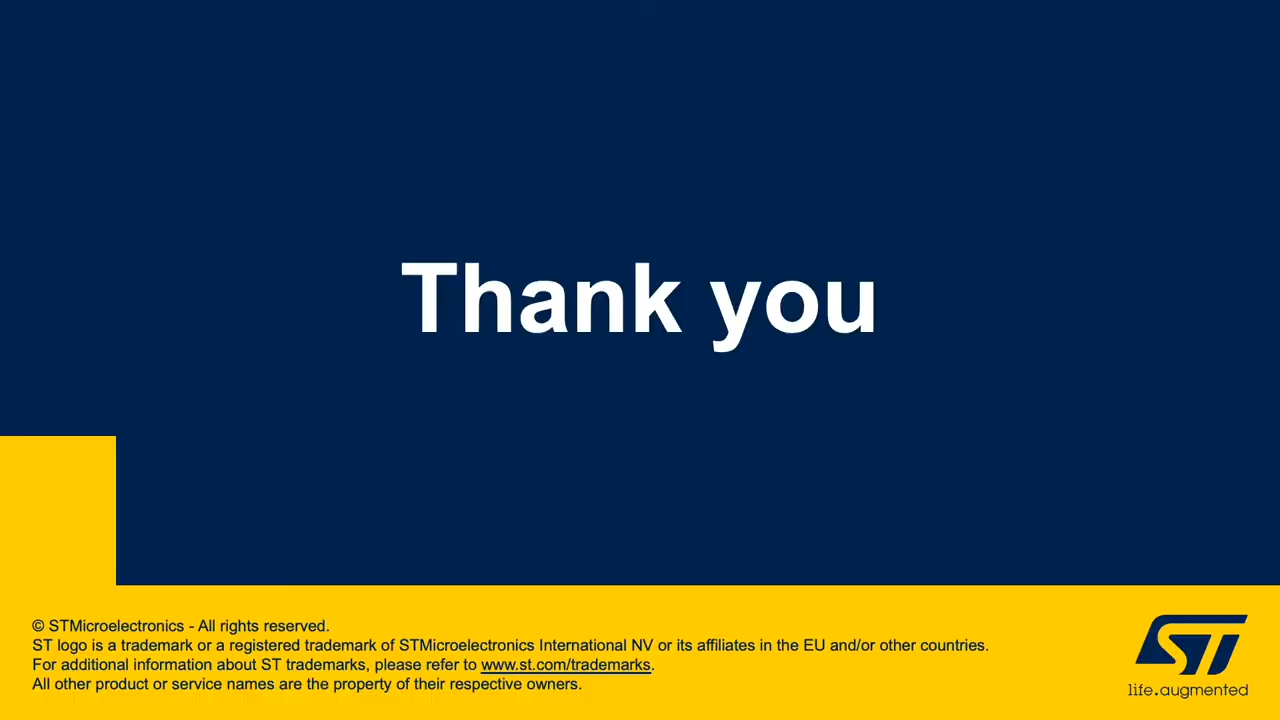 Thank you
© STMicroelectronics - All rights reserved.
ST logo is a trademark or a registered trademark of STMicroelectronics International NV or its affiliates in the EU and/or other countries.
For additional information about ST trademarks, please refer to www.st.com/trademarks.
All other product or service names are the property of their respective owners.
ST
life.augmented